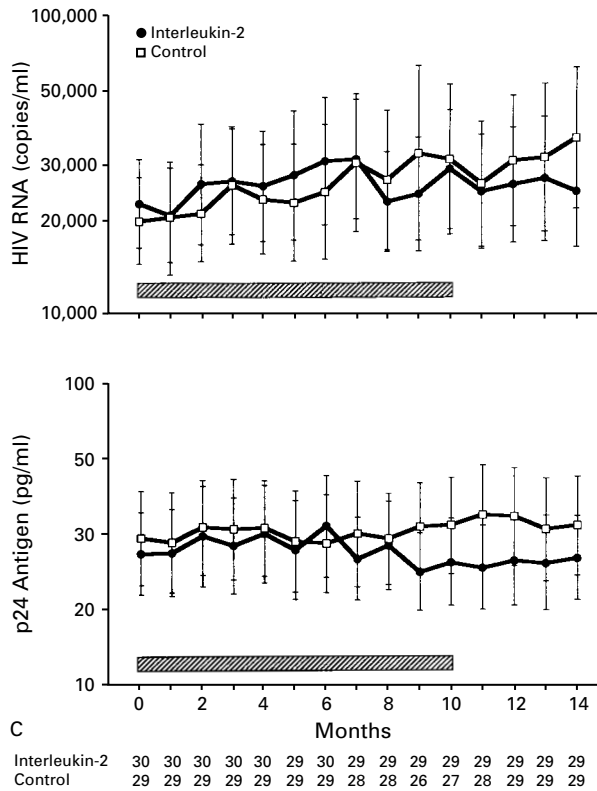 100,000
Interleukin-2
Control
50,000
30,000
20,000
10,000
HIV RNA (copies/ml)
100
50
30
20
10
p24 Antigen (pg/ml)
0 2 4 6 8 10 12 14
C
Months
Interleukin-2 30 30 30 30 30 29 30 28 29 29 29 29 29 29 29
Control 29 29 29 29 29 29 29 28 28 26 27 28 29 29 29